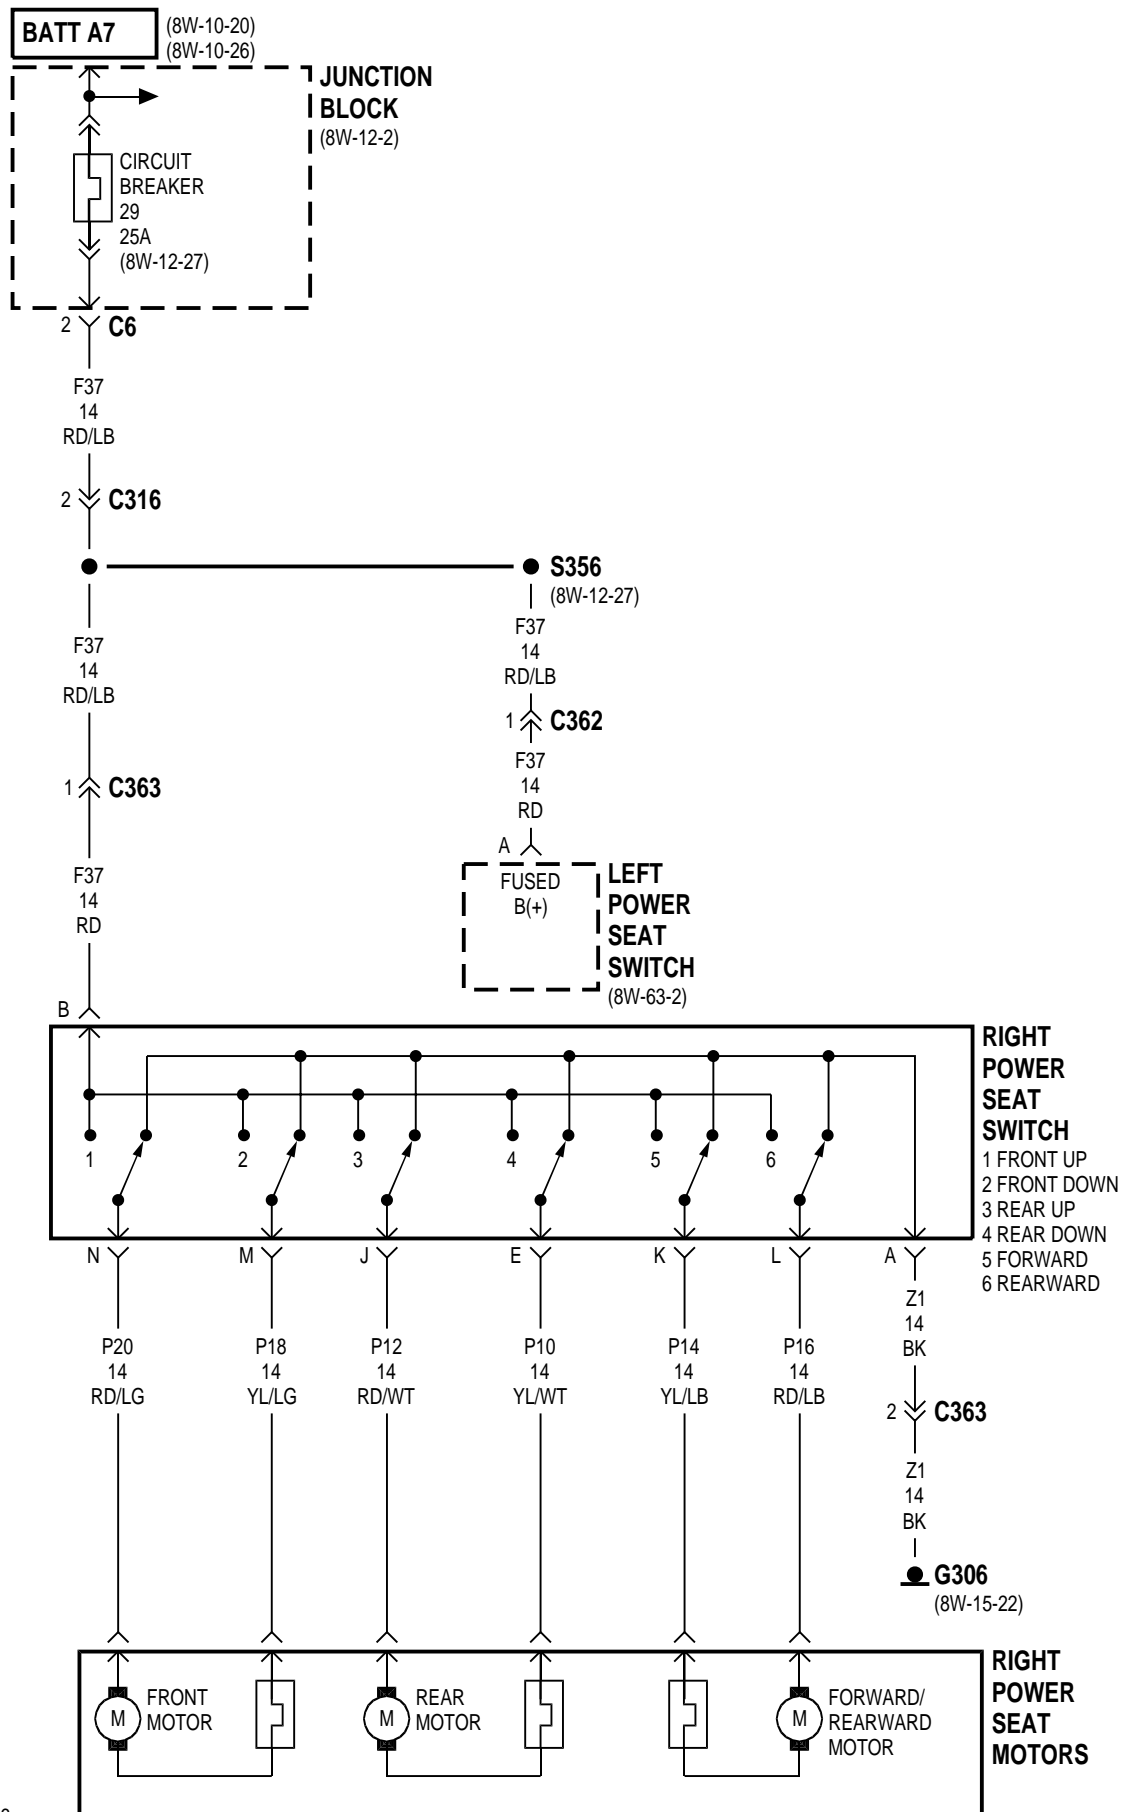 BATT A7
(8W-10-20)
(8W-10-26)
JUNCTION
BLOCK
(8W-12-2)
CIRCUIT
BREAKER
29
25A
(8W-12-27)
2 C6
F37
14
RD/LB
2 C316
S356
(8W-12-27)
F37
14
RD/LB
F37
14
RD/LB
1 C362
F37
14
RD
1 C363
A
FUSED
B(+)
LEFT
POWER
SEAT
SWITCH
(8W-63-2)
F37
14
RD
B
RIGHT
POWER
SEAT
SWITCH
1 FRONT UP
2 FRONT DOWN
3 REAR UP
4 REAR DOWN
5 FORWARD
6 REARWARD
1 2 3 4 5 6
N M J E K L A
Z1
14
BK
P20
14
RD/LG
P18
14
YL/LG
P12
14
RD/WT
P10
14
YL/WT
P14
14
YL/LB
P16
14
RD/LB
2 C363
Z1
14
BK
G306
(8W-15-22)
RIGHT
POWER
SEAT
MOTORS
M
FRONT
MOTOR
M
REAR
MOTOR
M
FORWARD/
REARWARD
MOTOR